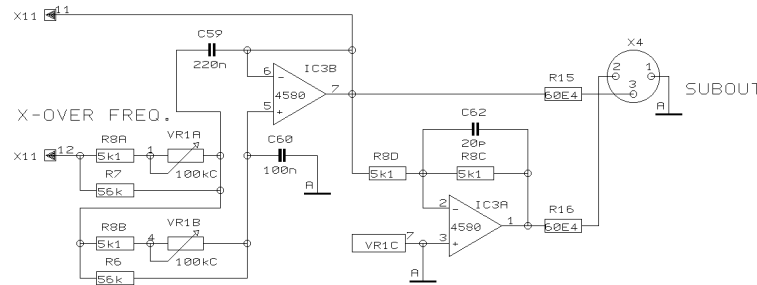 X11 11
C59
220n
IC3B
6
-
4580
7
5
+
X4
2 1
3
R15
60E4
SUBOUT
A
X-OVER FREQ.
C62
20p
X11 12
R8A
5k1
1
VR1A
100kC
C60
100n
A
R8D
5k1
R8C
5k1
R7
56k
2
-
IC3A
4580
1
3
+
R16
60E4
R8B
5k1
4
VR1B
100kC
VR1C
7
R6
56k
A